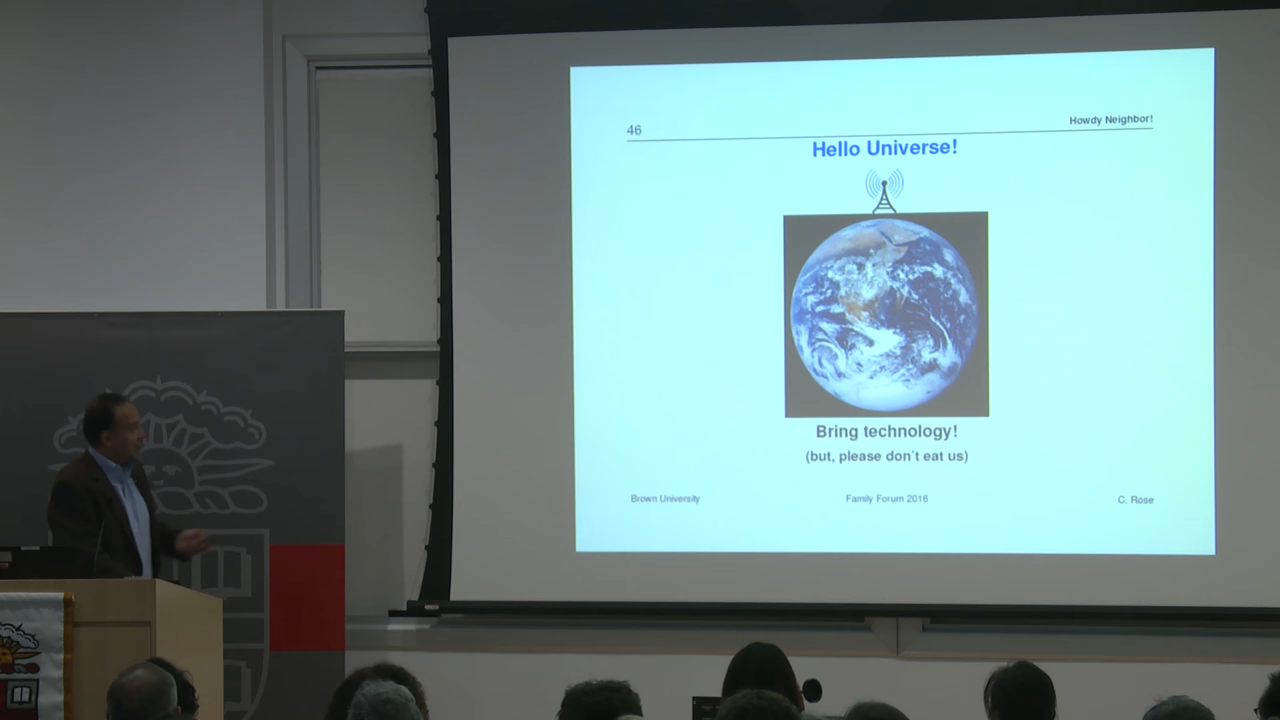 46 Howdy Neighbor!
Hello Universe!
Bring technology!
(but, please don't eat us)
Brown University Family Forum 2016 C. Rose